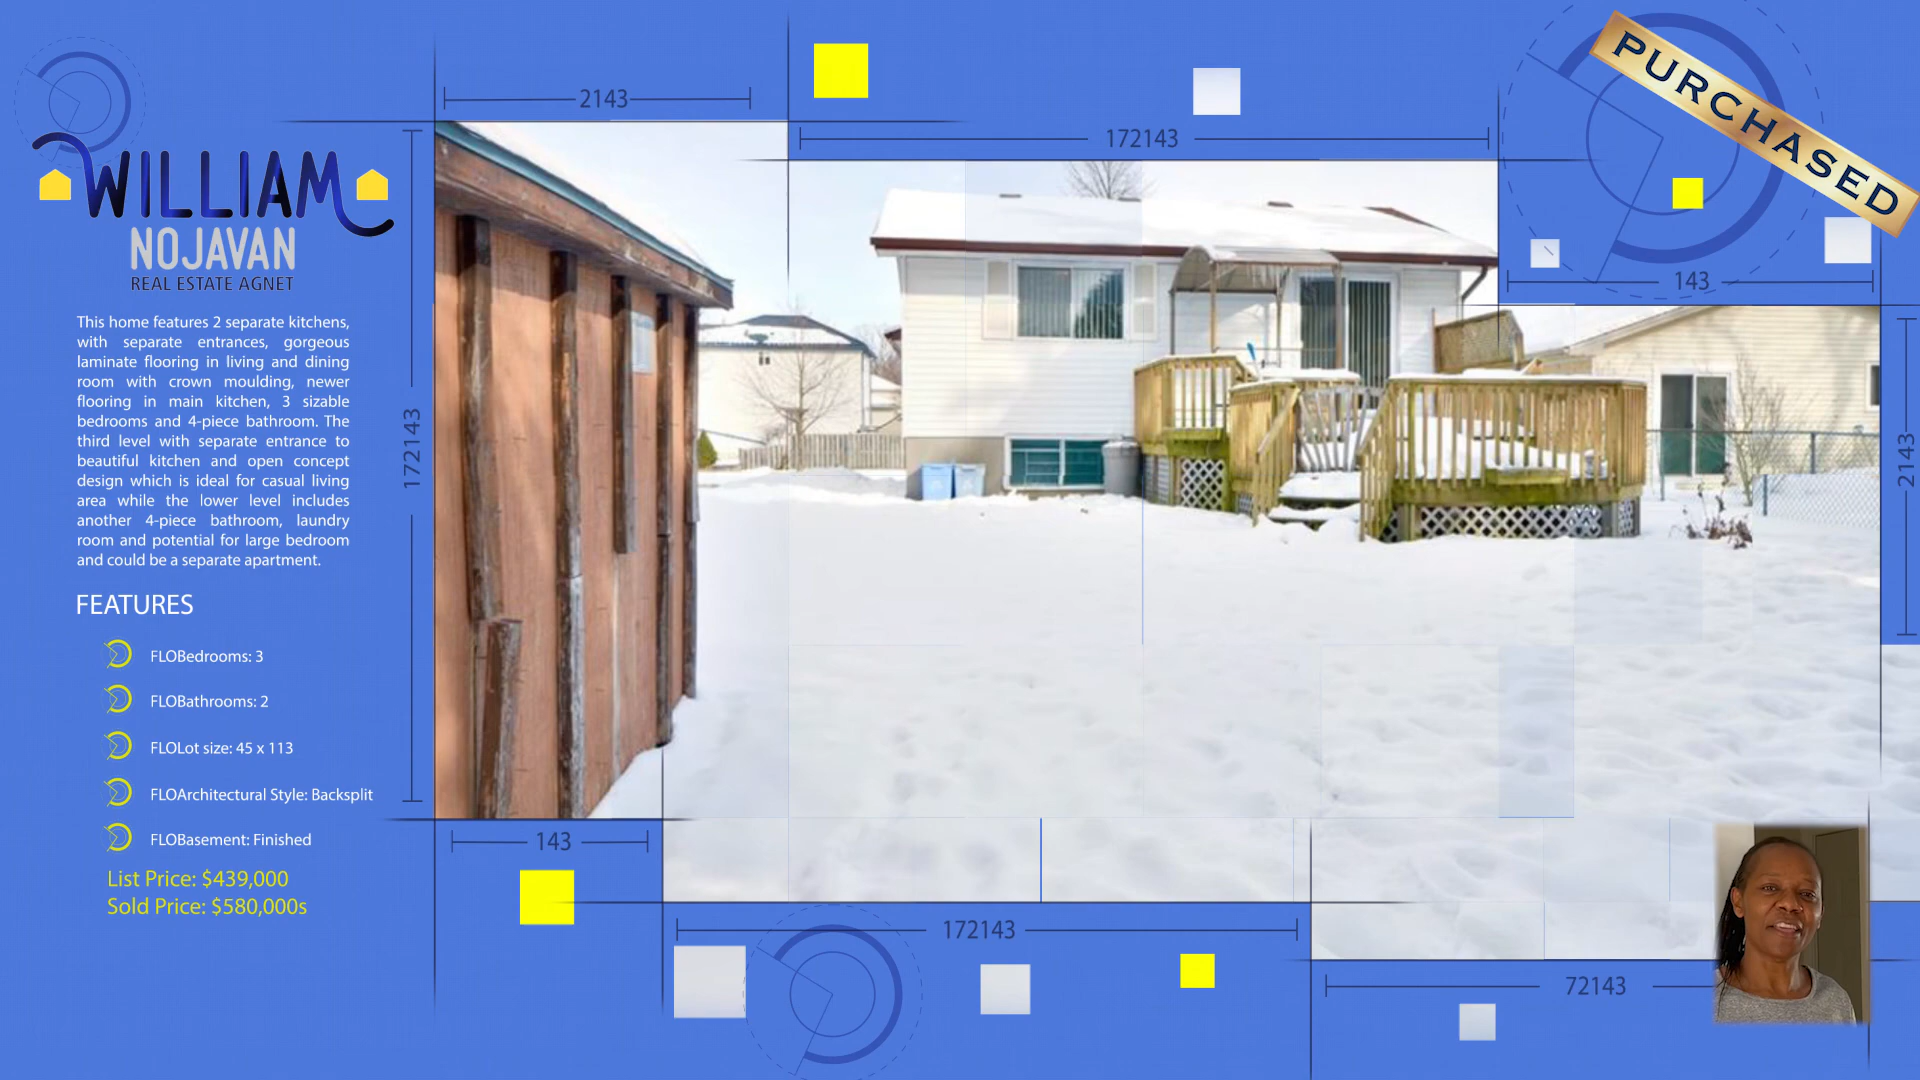 PURCHASED
2143
172143
143
172143
2143
WILLIAM
NOJAVAN
REAL ESTATE AGNET
This home features 2 separate kitchens,
with separate entrances, gorgeous
laminate flooring in living and dining
room with crown moulding, newer
flooring in main kitchen, 3 sizable
bedrooms and 4-piece bathroom. The
third level with separate entrance to
beautiful kitchen and open concept
design which is ideal for casual living
area while the lower level includes
another 4-piece bathroom, laundry
room and potential for large bedroom
and could be a separate apartment.
FEATURES
FLOBedrooms: 3
FLOBathrooms: 2
FLOLot size: 45 x 113
FLOArchitectural Style: Backsplit
FLOBasement: Finished
List Price: $439,000
Sold Price: $580,000s
143
172143
72143